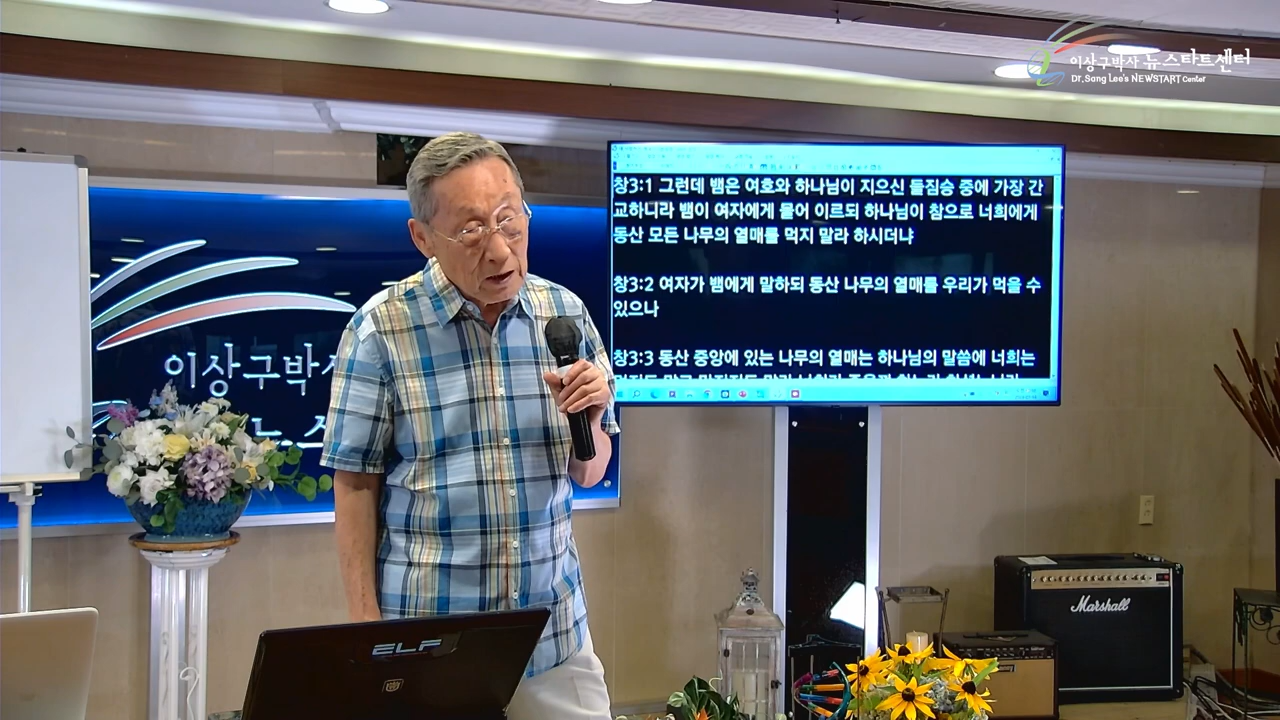 이상구박사 뉴스타트센터
Dr. Sang Lee's NEWSTART Center
창3:1 그런데 뱀은 여호와 하나님이 지으신 들짐승 중에 가장 간
교하니라 뱀이 여자에게 물어 이르되 하나님이 참으로 너희에게
동산 모든 나무의 열매를 먹지 말라 하시더냐
창3:2 여자가 뱀에게 말하되 동산 나무의 열매를 우리가 먹을 수
있으나
창3:3 동산 중앙에 있는 나무의 열매는 하나님의 말씀에 너희는
이상구박사
뉴스
ELF
Marshall